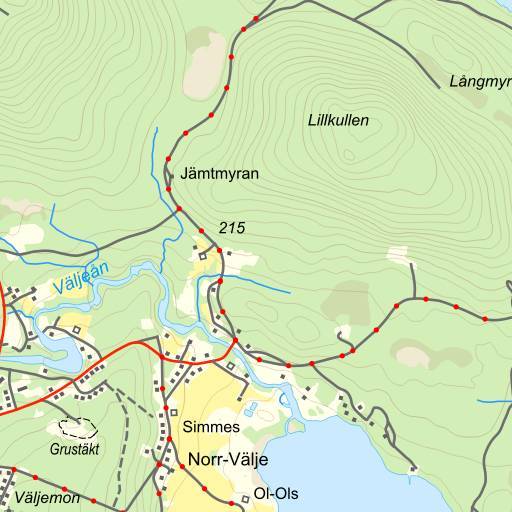 Långmyr
Lillkullen
Jämtmyran
215
Väljeån
Simmes
Grustäkt
Norr-Välje
Väljemon
Ol-Ols